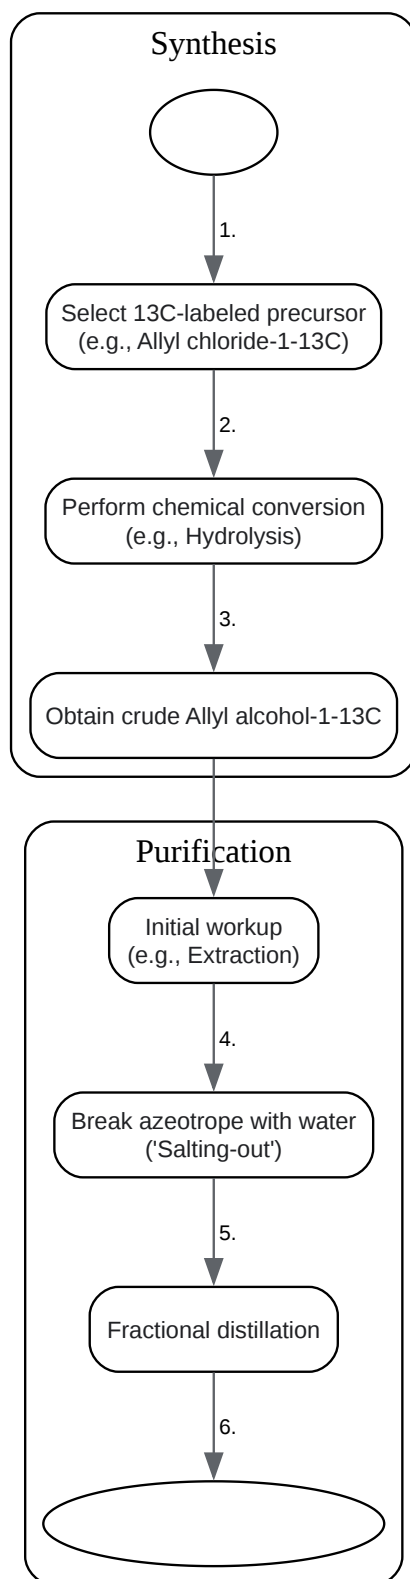 Synthesis
1.
Select 13C-labeled precursor
(e.g., Allyl chloride-1-13C)
2.
Perform chemical conversion
(e.g., Hydrolysis)
3.
Obtain crude Allyl alcohol-1-13C
Purification
Initial workup
(e.g., Extraction)
4.
Break azeotrope with water
('Salting-out')
5.
Fractional distillation
6.